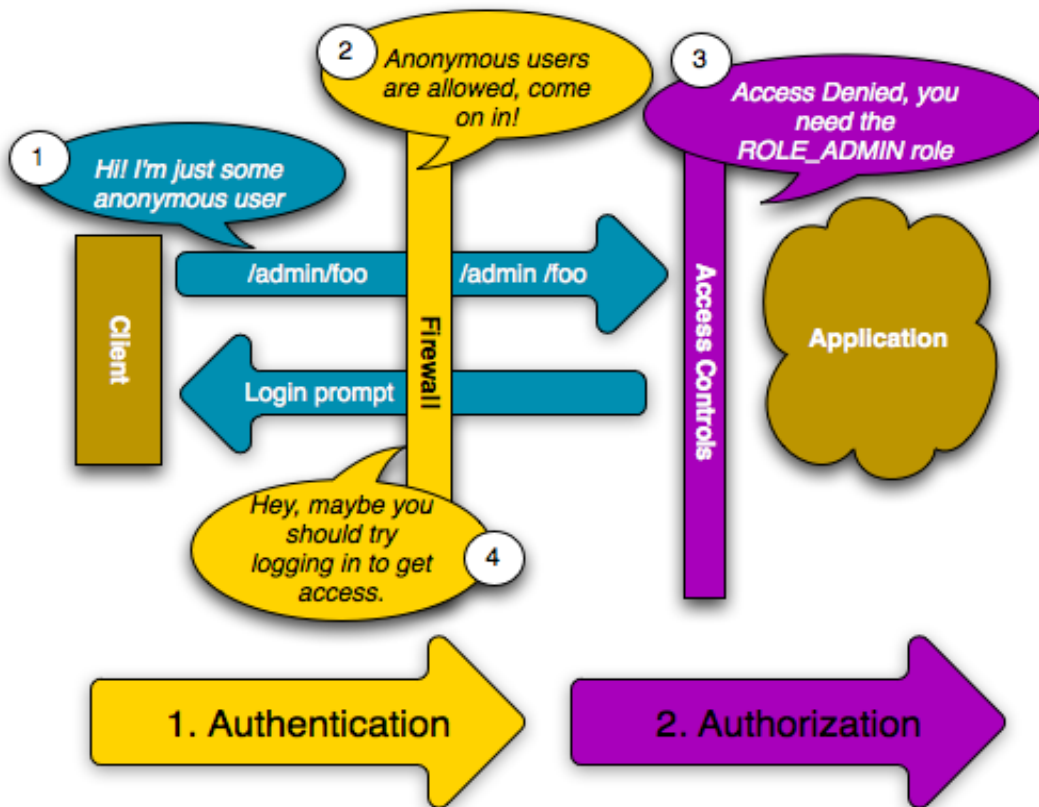 1
Hi! I'm just some
anonymous user
2
Anonymous users
are allowed, come
on in!
3
Access Denied, you
need the
ROLE_ADMIN role
/admin/foo
/admin /foo
Client
Firewall
Access Controls
Application
Login prompt
Hey, maybe you
should try
logging in to get
access.
4
1. Authentication
2. Authorization